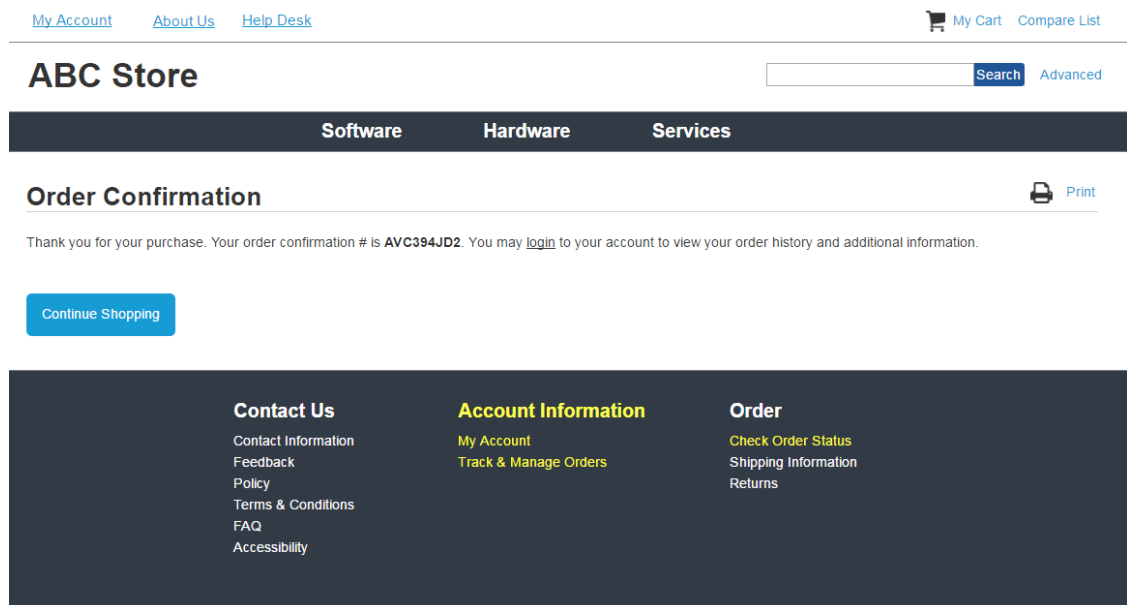 My Account About Us Help Desk My Cart Compare List
ABC Store Search Advanced
Software Hardware Services
Order Confirmation Print
Thank you for your purchase. Your order confirmation # is AVC394JD2. You may login to your account to view your order history and additional information.
Continue Shopping
Contact Us
Contact Information
Feedback
Policy
Terms & Conditions
FAQ
Accessibility
Account Information
My Account
Track & Manage Orders
Order
Check Order Status
Shipping Information
Returns